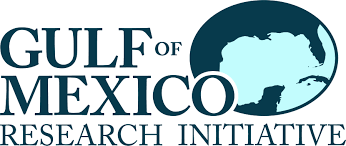 GULF OF
MEXICO
RESEARCH INITIATIVE